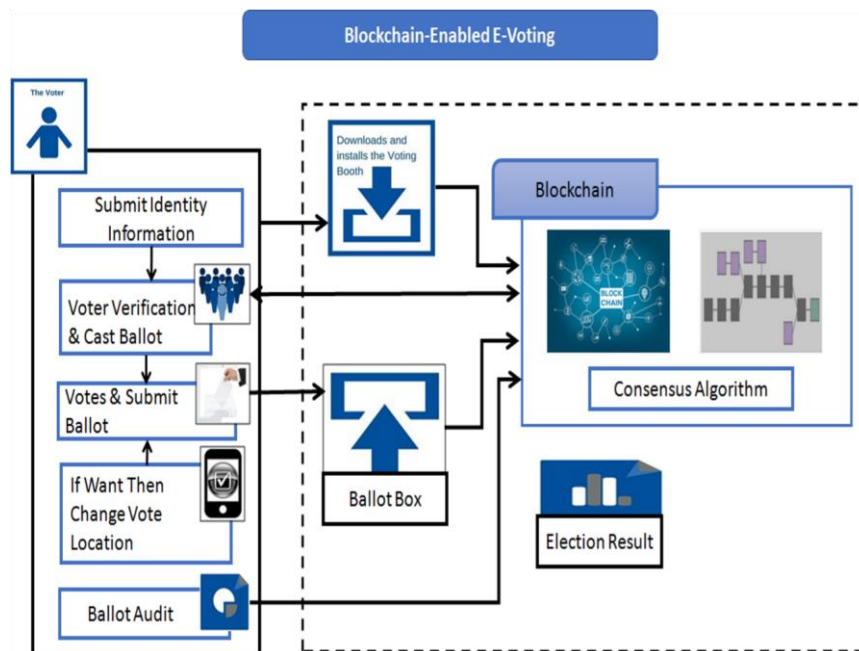 Blockchain-Enabled E-Voting
The Voter
Downloads and
installs the Voting
Booth
Submit Identity
Information
Voter Verification
& Cast Ballot
Votes & Submit
Ballot
If Want Then
Change Vote
Location
Ballot Audit
Ballot Box
Blockchain
BLOCK
CHAIN
Consensus Algorithm
Election Result